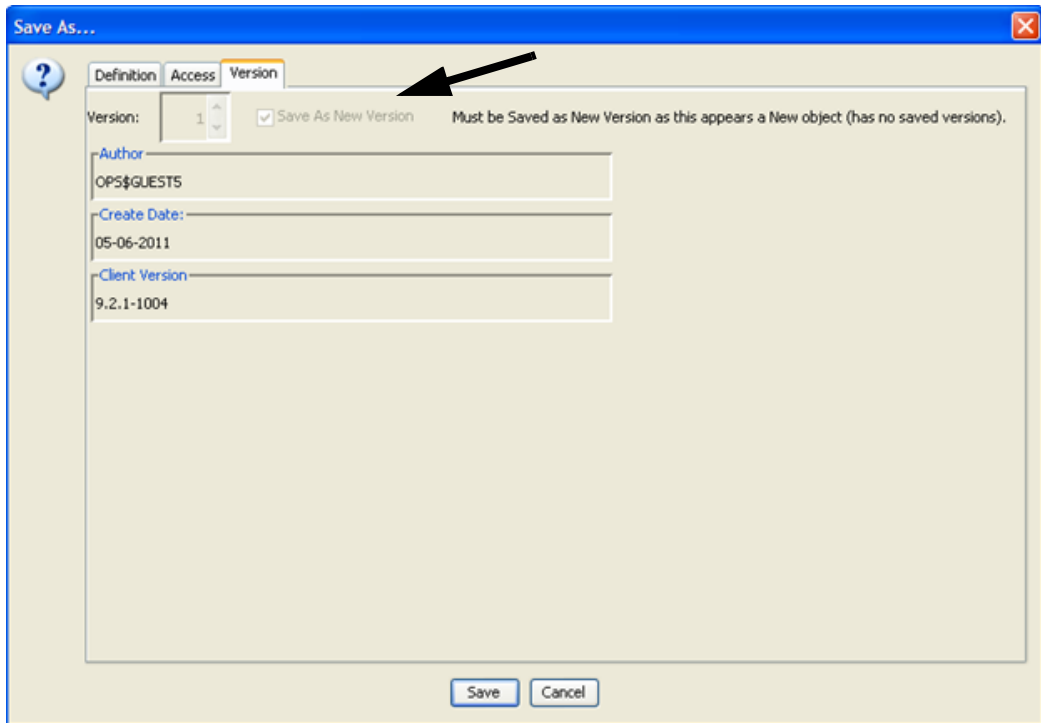 Save As...
?
Definition Access Version
Version: 1 Save As New Version Must be Saved as New Version as this appears a New object (has no saved versions).
Author
OPS$GUEST5
Create Date:
05-06-2011
Client Version
9.2.1-1004
Save Cancel